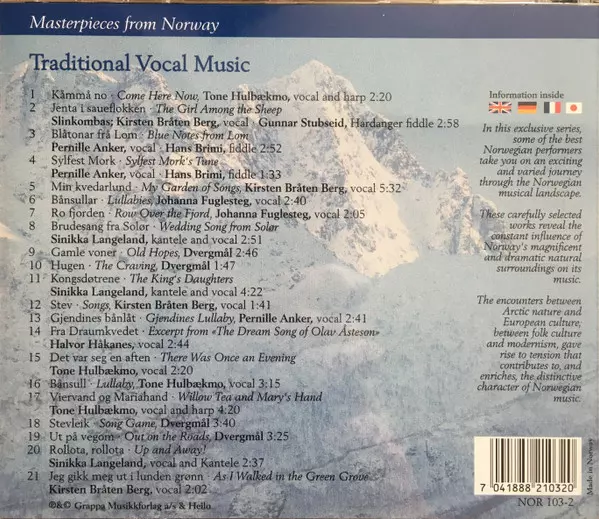 Masterpieces from Norway
Traditional Vocal Music
1 Kåmmå no · Come Here Now, Tone Hulbækmo, vocal and harp 2:20
2 Jenta i saueflokken · The Girl Among the Sheep
Slinkombas; Kirsten Bråten Berg, vocal · Gunnar Stubseid, Hardanger fiddle 2:58
3 Blåtonar frå Lom · Blue Notes from Lom
Pernille Anker, vocal · Hans Brimi, fiddle 2:52
4 Sylfest Mork · Sylfest Mork's Tune
Pernille Anker, vocal · Hans Brimi, fiddle 1:33
5 Min kvedarlund · My Garden of Songs, Kirsten Bråten Berg, vocal 5:32
6 Bånsullar · Lullabies, Johanna Fuglesteg, vocal 2:40
7 Ro fjorden · Row Over the Fjord, Johanna Fuglesteg, vocal 2:05
8 Brudesang fra Solør · Wedding Song from Solør
Sinikka Langeland, kantele and vocal 2:51
9 Gamle voner · Old Hopes, Dvergmål 2:46
10 Hugen · The Craving, Dvergmål 1:47
11 Kongsdøtrene · The King's Daughters
Sinikka Langeland, kantele and vocal 4:22
12 Stev · Songs, Kirsten Bråten Berg, vocal 1:41
13 Gjendines bånlåt · Gjendines Lullaby, Pernille Anker, vocal 2:41
14 Fra Draumkvedet · Excerpt from «The Dream Song of Olav Åsteson»
Halvor Håkanes, vocal 2:44
15 Det var seg en aften · There Was Once an Evening
Tone Hulbækmo, vocal 2:20
16 Bånsull · Lullaby, Tone Hulbækmo, vocal 3:15
17 Viervand og Mariahand · Willow Tea and Mary's Hand
Tone Hulbækmo, vocal and harp 4:20
18 Stevleik · Song Game, Dvergmål 3:40
19 Ut på vegom · Out on the Roads, Dvergmål 3:25
20 Rollota, rollota · Up and Away!
Sinikka Langeland, vocal and Kantele 2:37
21 Jeg gikk meg ut i lunden grønn · As I Walked in the Green Grove
Kirsten Bråten Berg, vocal 2:02
℗&© Grappa Musikkforlag a/s & Heilo.
Information inside
In this exclusive series,
some of the best
Norwegian performers
take you on an exciting
and varied journey
through the Norwegian
musical landscape.
These carefully selected
works reveal the
constant influence of
Norway's magnificent
and dramatic natural
surroundings on its
music.
The encounters between
Arctic nature and
European culture,
between folk culture
and modernism, gave
rise to tension that
contributes to, and
enriches, the distinctive
character of Norwegian
music.
7 041888 210320
NOR 103-2
Made in Norway